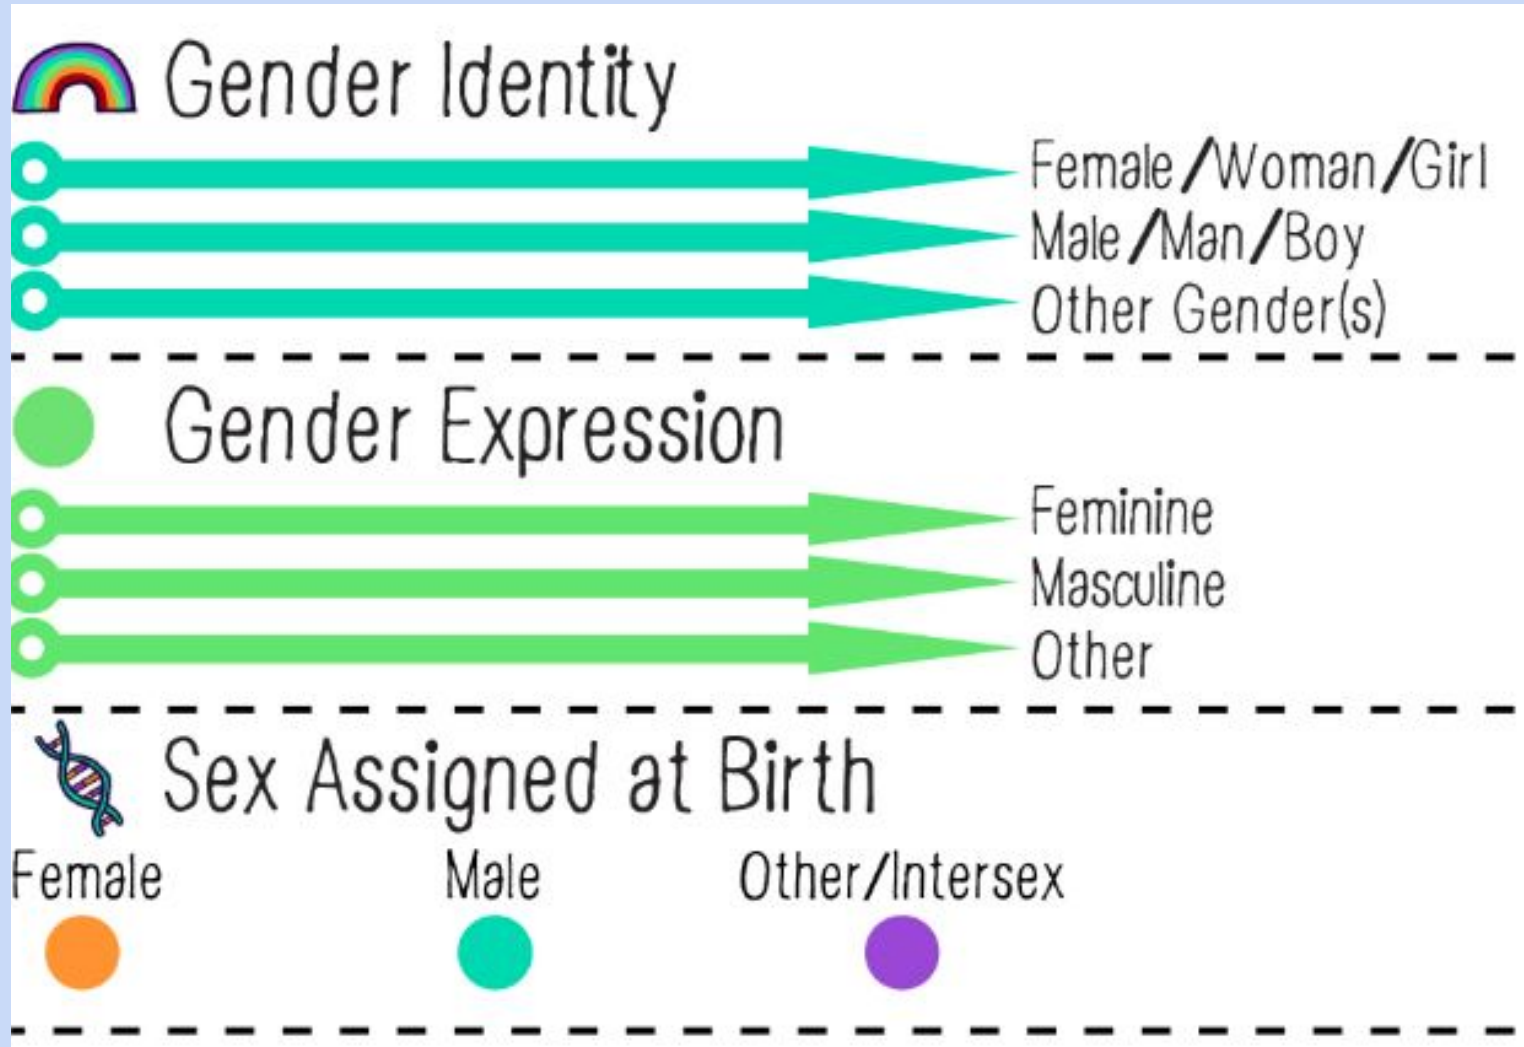 Gender Identity
Female/Woman/Girl
Male/Man/Boy
Other Gender(s)
Gender Expression
Feminine
Masculine
Other
Sex Assigned at Birth
Female Male Other/Intersex